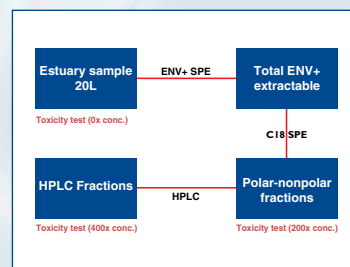 Estuary sample
20L
ENV+ SPE
Total ENV+
extractable
Toxicity test (0x conc.)
C18 SPE
HPLC Fractions
HPLC
Polar-nonpolar
fractions
Toxicity test (400x conc.)
Toxicity test (200x conc.)